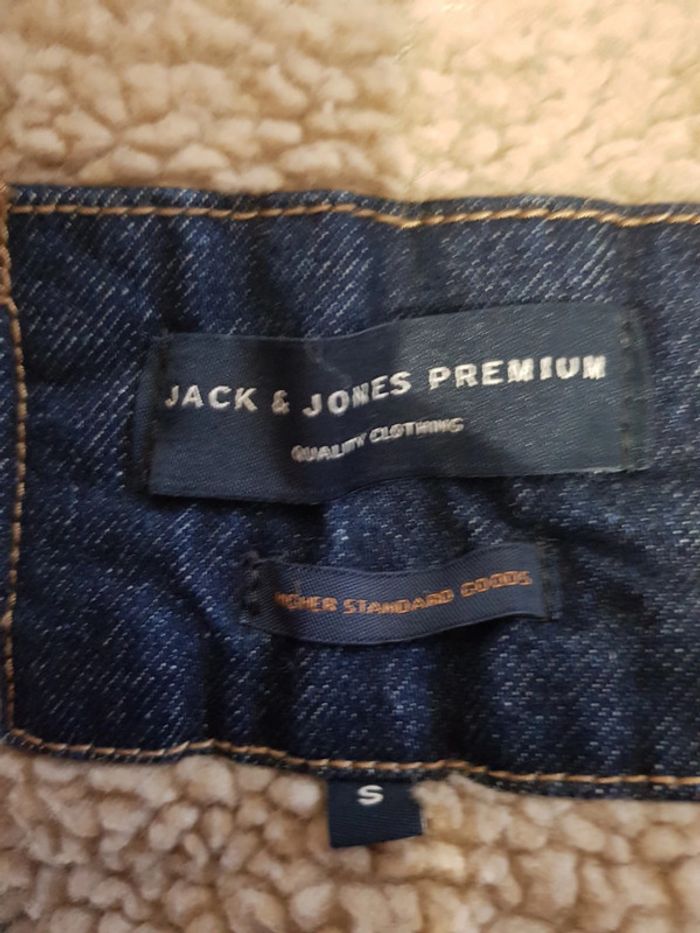 JACK & JONES PREMIUM
QUALITY CLOTHING
HIGHER STANDARD GOODS
S